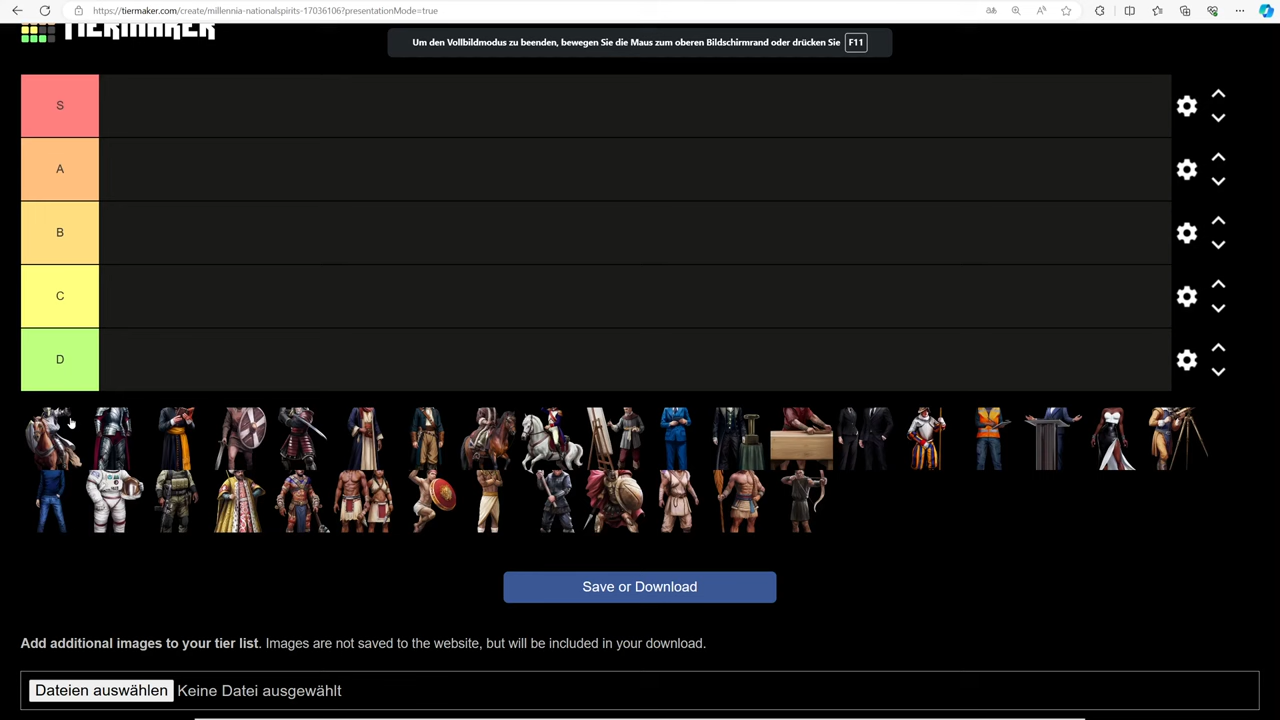 https://tiermaker.com/create/millennia-nationalspirits-17036106?presentationMode=true
TIERMAKER
Um den Vollbildmodus zu beenden, bewegen Sie die Maus zum oberen Bildschirmrand oder drücken Sie F11
S
A
B
C
D
Save or Download
Add additional images to your tier list. Images are not saved to the website, but will be included in your download.
Dateien auswählen Keine Datei ausgewählt